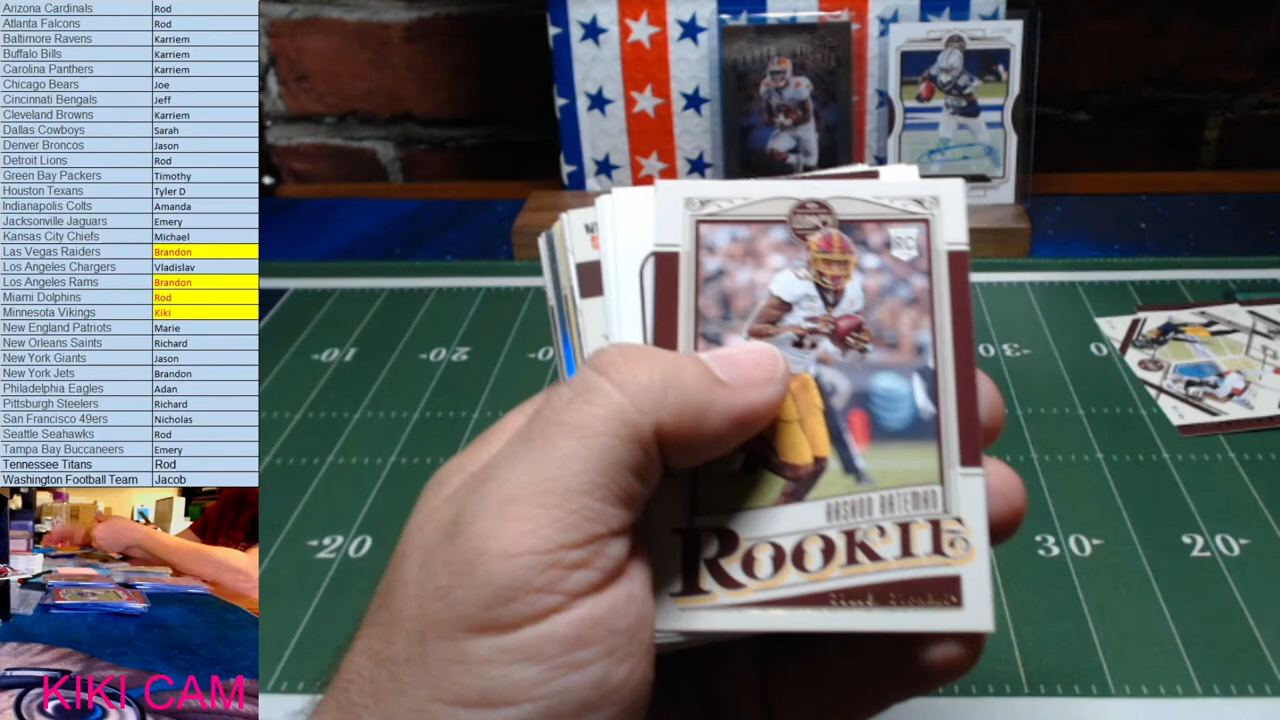 Arizona Cardinals Rod
Atlanta Falcons Rod
Baltimore Ravens Karriem
Buffalo Bills Karriem
Carolina Panthers Karriem
Chicago Bears Joe
Cincinnati Bengals Jeff
Cleveland Browns Karriem
Dallas Cowboys Sarah
Denver Broncos Jason
Detroit Lions Rod
Green Bay Packers Timothy
Houston Texans Tyler D
Indianapolis Colts Amanda
Jacksonville Jaguars Emery
Kansas City Chiefs Michael
Las Vegas Raiders Brandon
Los Angeles Chargers Vladislav
Los Angeles Rams Brandon
Miami Dolphins Rod
Minnesota Vikings Kiki
New England Patriots Marie
New Orleans Saints Richard
New York Giants Jason
New York Jets Brandon
Philadelphia Eagles Adan
Pittsburgh Steelers Richard
San Francisco 49ers Nicholas
Seattle Seahawks Rod
Tampa Bay Buccaneers Emery
Tennessee Titans Rod
Washington Football Team Jacob
KIKI CAM
RC
RASHOD BATEMAN
ROOKIE
-10
-20
-0
-30
0
-20
30-
20-